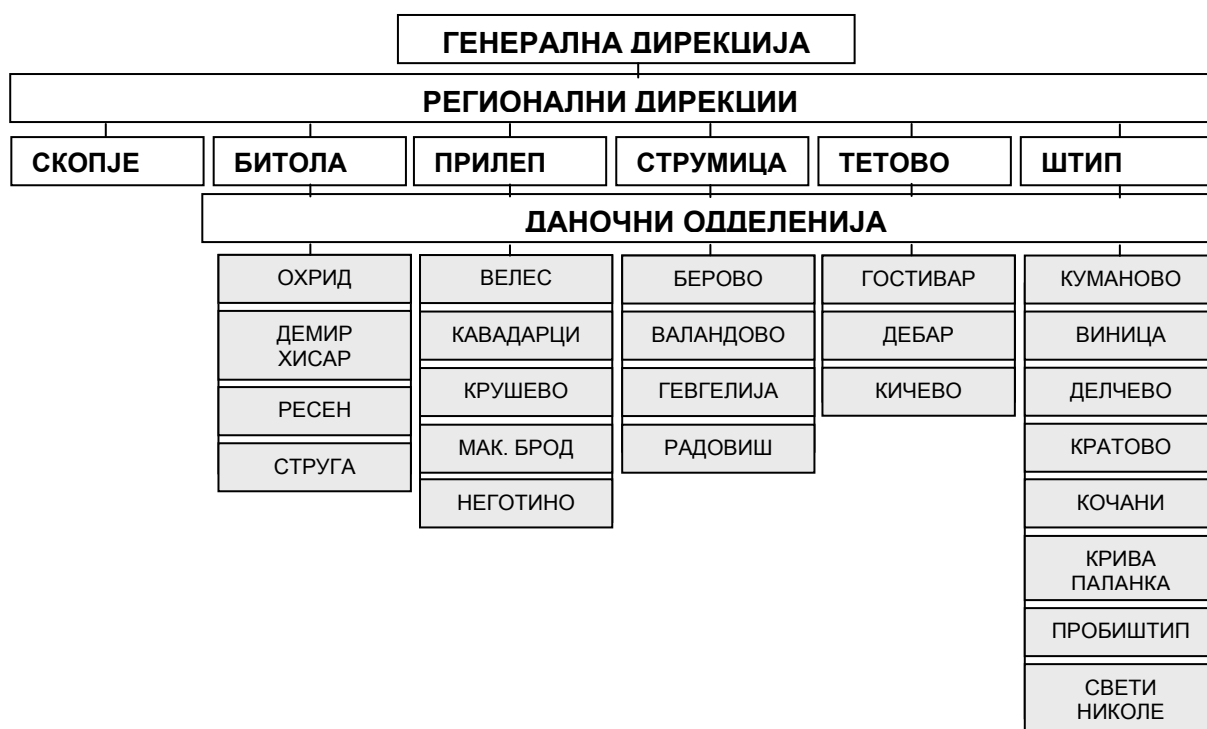 ГЕНЕРАЛНА ДИРЕКЦИЈА
РЕГИОНАЛНИ ДИРЕКЦИИ
СКОПЈЕ
БИТОЛА
ПРИЛЕП
СТРУМИЦА
ТЕТОВО
ШТИП
ДАНОЧНИ ОДДЕЛЕНИЈА
ОХРИД
ДЕМИР
ХИСАР
РЕСЕН
СТРУГА
ВЕЛЕС
КАВАДАРЦИ
КРУШЕВО
МАК. БРОД
НЕГОТИНО
БЕРОВО
ВАЛАНДОВО
ГЕВГЕЛИЈА
РАДОВИШ
ГОСТИВАР
ДЕБАР
КИЧЕВО
КУМАНОВО
ВИНИЦА
ДЕЛЧЕВО
КРАТОВО
КОЧАНИ
КРИВА
ПАЛАНКА
ПРОБИШТИП
СВЕТИ
НИКОЛЕ